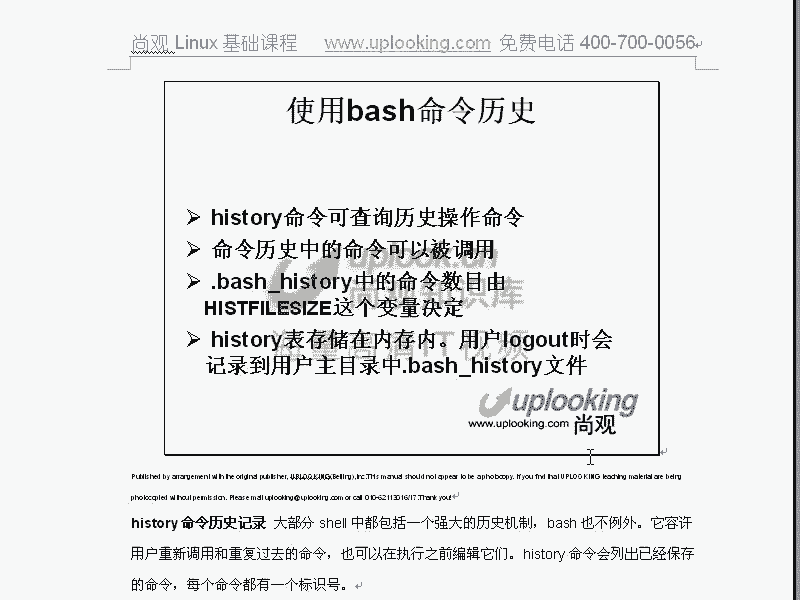 尚观 Linux 基础课程 www.uplooking.com 免费电话 400-700-0056
使用bash命令历史
history命令可查询历史操作命令
命令历史中的命令可以被调用
.bash_history中的命令数目由
HISTFILESIZE这个变量决定
history表存储在内存内。用户logout时会
记录到用户主目录中.bash_history文件
uplooking
www.uplooking.com 尚观
Published by arrangement with the original publisher, UPLOOKING(Beijing),Inc.This manual should not appear to be a photocopy. If you find that UPLOOKING teaching material are being
photocopied without permission. Please mail uplooking@uplooking.com or call 010-62113016/17.Thank you!
history 命令历史记录 大部分 shell 中都包括一个强大的历史机制，bash 也不例外。它容许
用户重新调用和重复过去的命令，也可以在执行之前编辑它们。history 命令会列出已经保存
的命令，每个命令都有一个标识号。